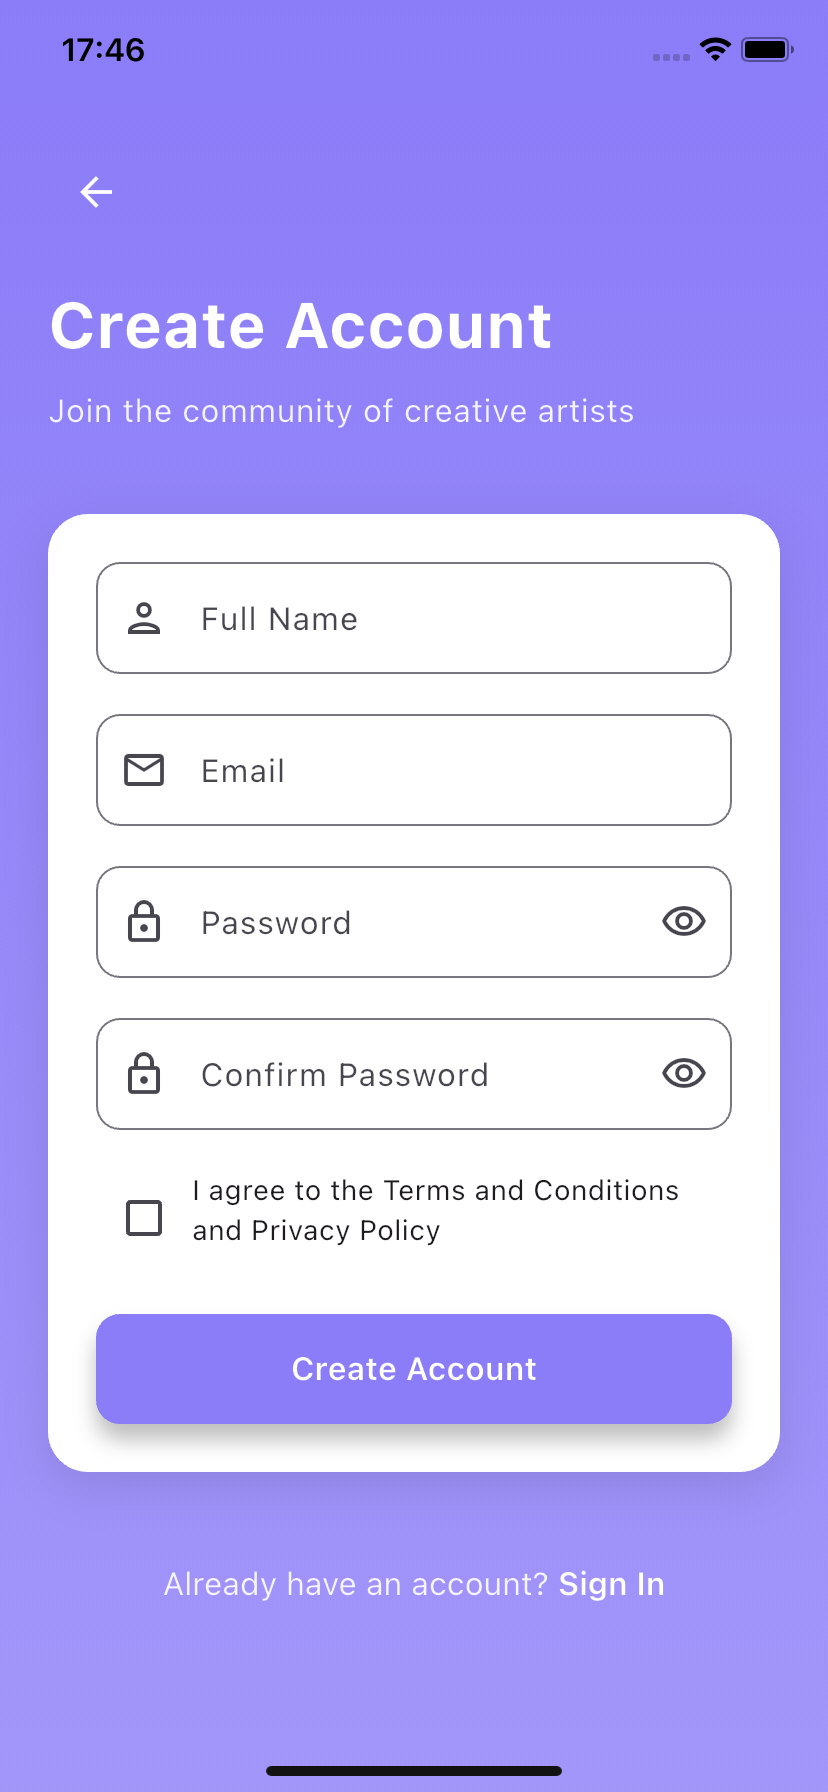 17:46
Create Account
Join the community of creative artists
Full Name
Email
Password
Confirm Password
I agree to the Terms and Conditions
and Privacy Policy
Create Account
Already have an account? Sign In